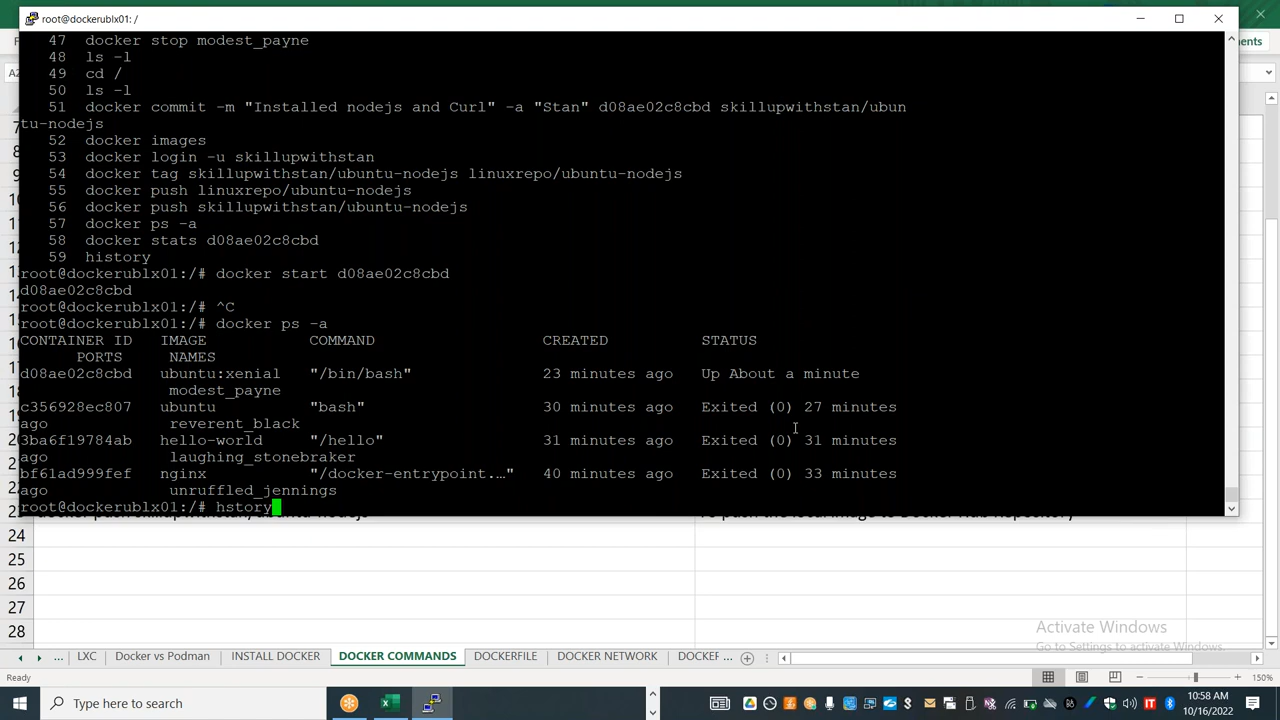 root@dockerublx01: /
47 docker stop modest_payne
48 ls -l
49 cd /
50 ls -l
51 docker commit -m "Installed nodejs and Curl" -a "Stan" d08ae02c8cbd skillupwithstan/ubun
tu-nodejs
52 docker images
53 docker login -u skillupwithstan
54 docker tag skillupwithstan/ubuntu-nodejs linuxrepo/ubuntu-nodejs
55 docker push linuxrepo/ubuntu-nodejs
56 docker push skillupwithstan/ubuntu-nodejs
57 docker ps -a
58 docker stats d08ae02c8cbd
59 history
root@dockerublx01:/# docker start d08ae02c8cbd
d08ae02c8cbd
root@dockerublx01:/# ^C
root@dockerublx01:/# docker ps -a
CONTAINER ID IMAGE COMMAND CREATED STATUS
PORTS NAMES
d08ae02c8cbd ubuntu:xenial "/bin/bash" 23 minutes ago Up About a minute
modest_payne
c356928ec807 ubuntu "bash" 30 minutes ago Exited (0) 27 minutes
ago reverent_black
3ba6f19784ab hello-world "/hello" 31 minutes ago Exited (0) 31 minutes
ago laughing_stonebraker
bf61ad999fef nginx "/docker-entrypoint.…" 40 minutes ago Exited (0) 33 minutes
ago unruffled_jennings
root@dockerublx01:/# hstory
24
25
26
27
28
Activate Windows
Go to Settings to activate Windows.
... LXC Docker vs Podman INSTALL DOCKER DOCKER COMMANDS DOCKERFILE DOCKER NETWORK DOCKEF ...
Ready
150%
Type here to search
10:58 AM
10/16/2022